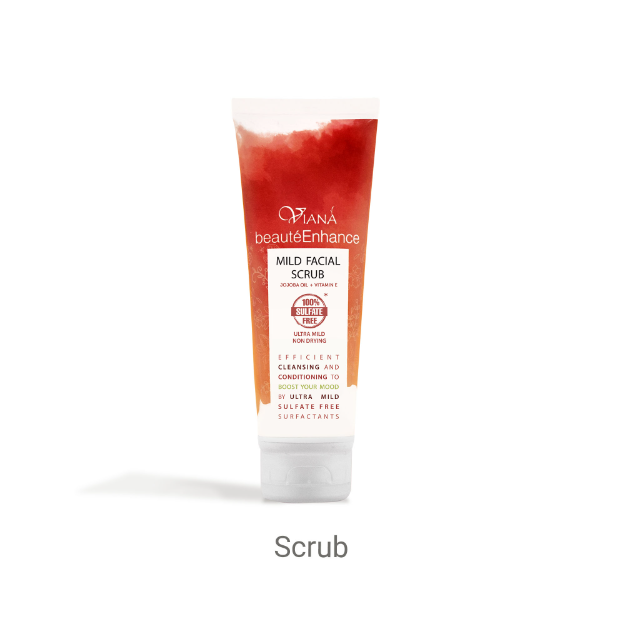 VIANÁ
beautéEnhance
MILD FACIAL
SCRUB
JOJOBA OIL + VITAMIN E
100%
SULFATE
FREE
*
ULTRA MILD
NON DRYING
EFFICIENT
CLEANSING AND
CONDITIONING TO
BOOST YOUR MOOD
BY ULTRA MILD
SULFATE FREE
SURFACTANTS
Scrub